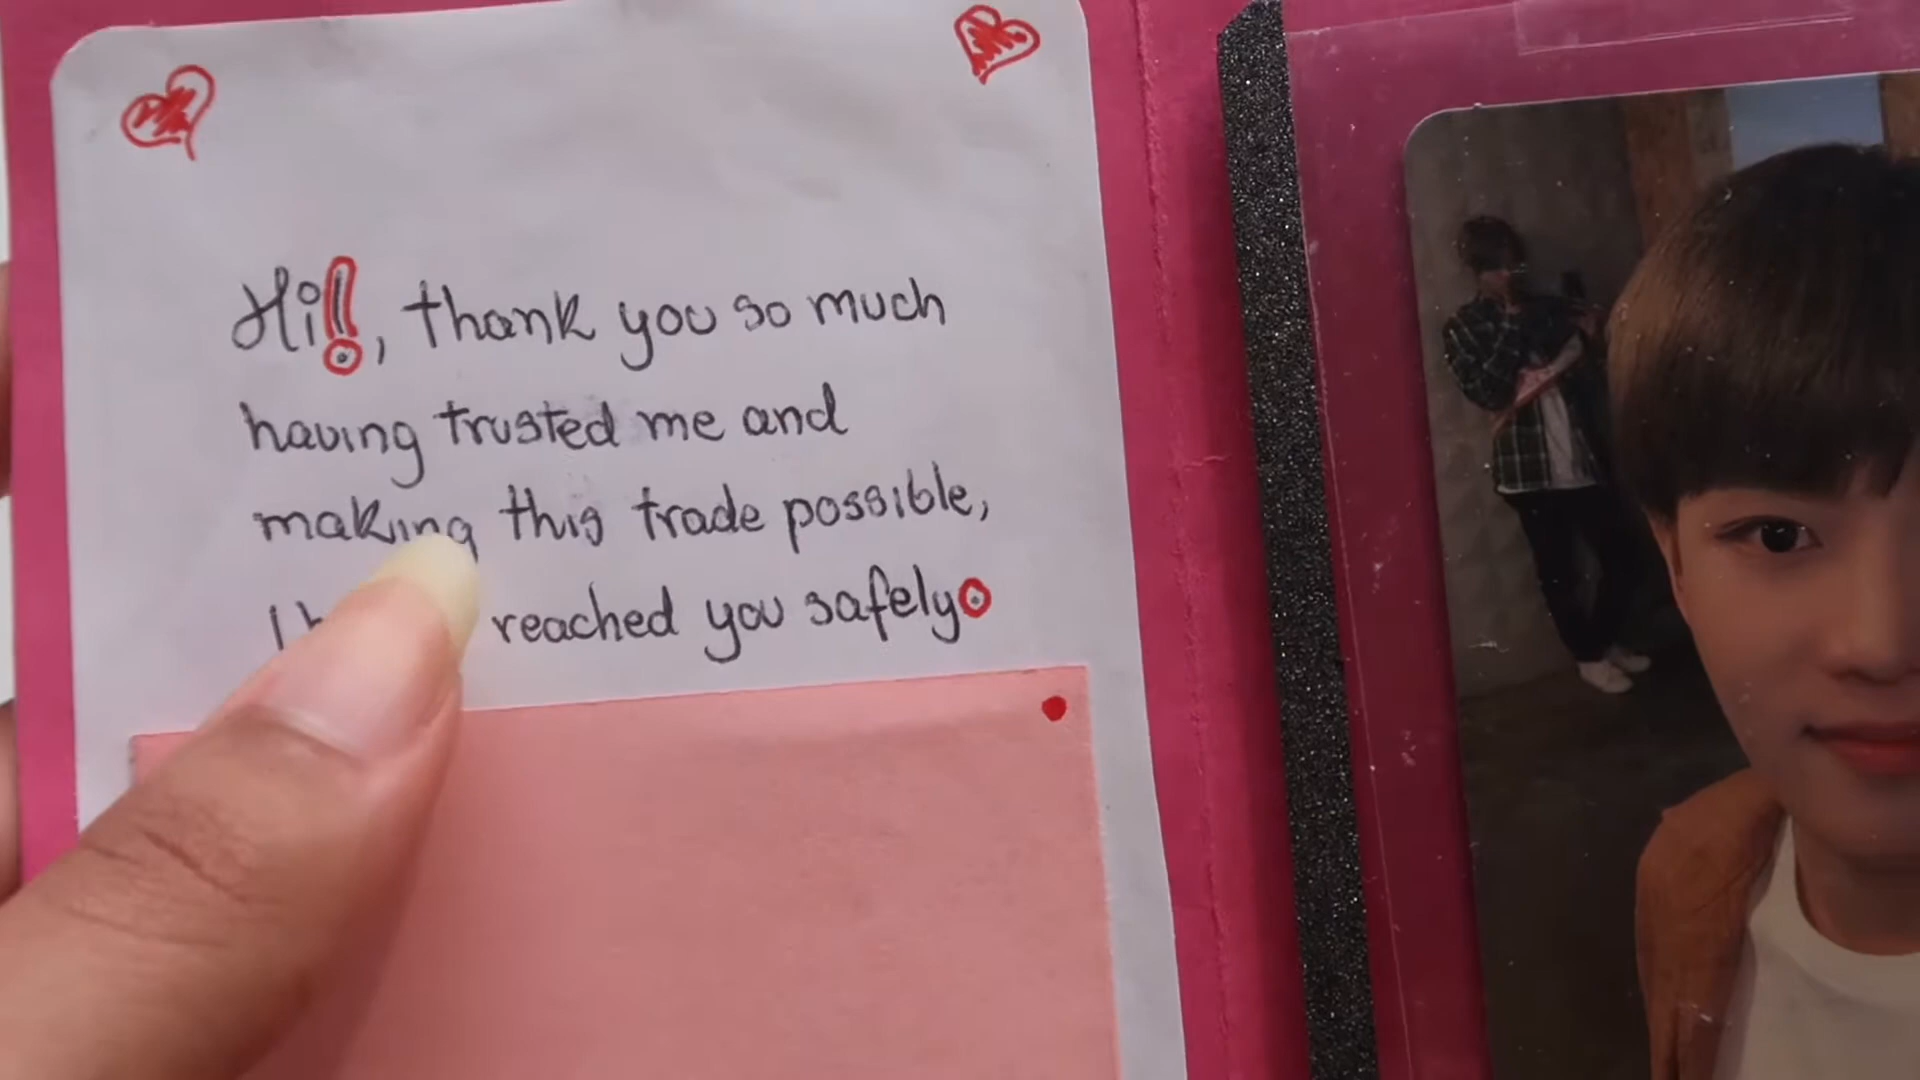 Hi!, thank you so much
having trusted me and
making this trade possible,
I reached you safely.